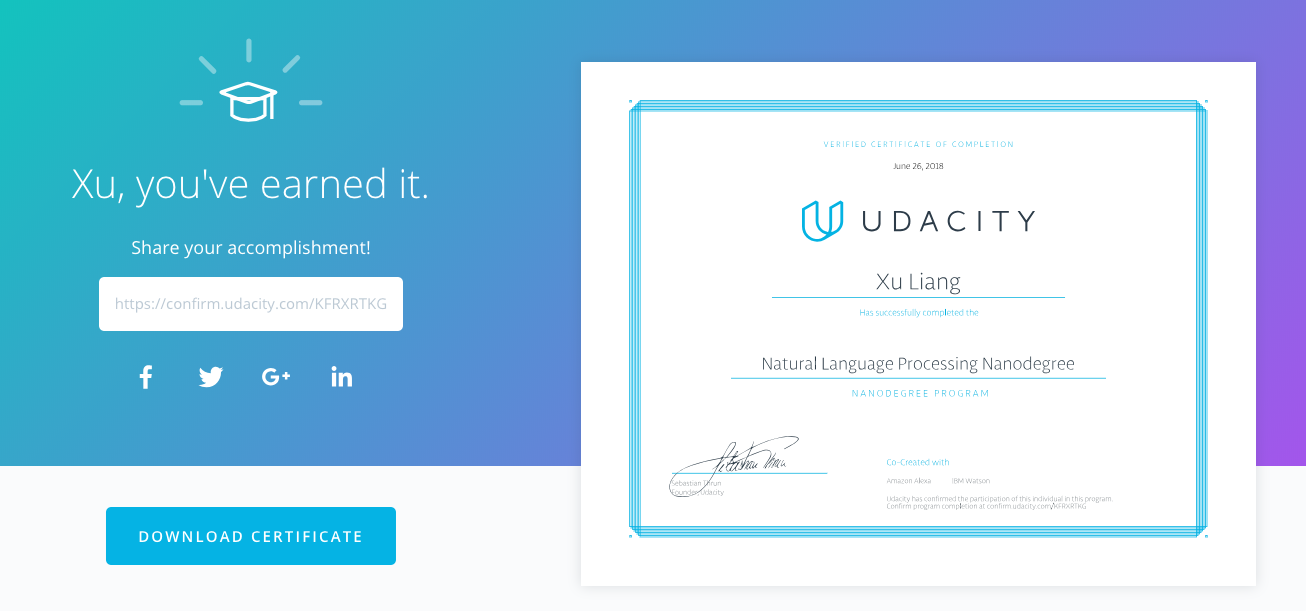 Xu, you've earned it.
Share your accomplishment!
https://confirm.udacity.com/KFRXRTKG
DOWNLOAD CERTIFICATE
VERIFIED CERTIFICATE OF COMPLETION
June 26, 2018
UDACITY
Xu Liang
Has successfully completed the
Natural Language Processing Nanodegree
NANODEGREE PROGRAM
Sebastian Thrun
Sebastian Thrun
Founder, Udacity
Co-Created with
Amazon Alexa IBM Watson
Udacity has confirmed the participation of this individual in this program.
Confirm program completion at confirm.udacity.com/KFRXRTKG